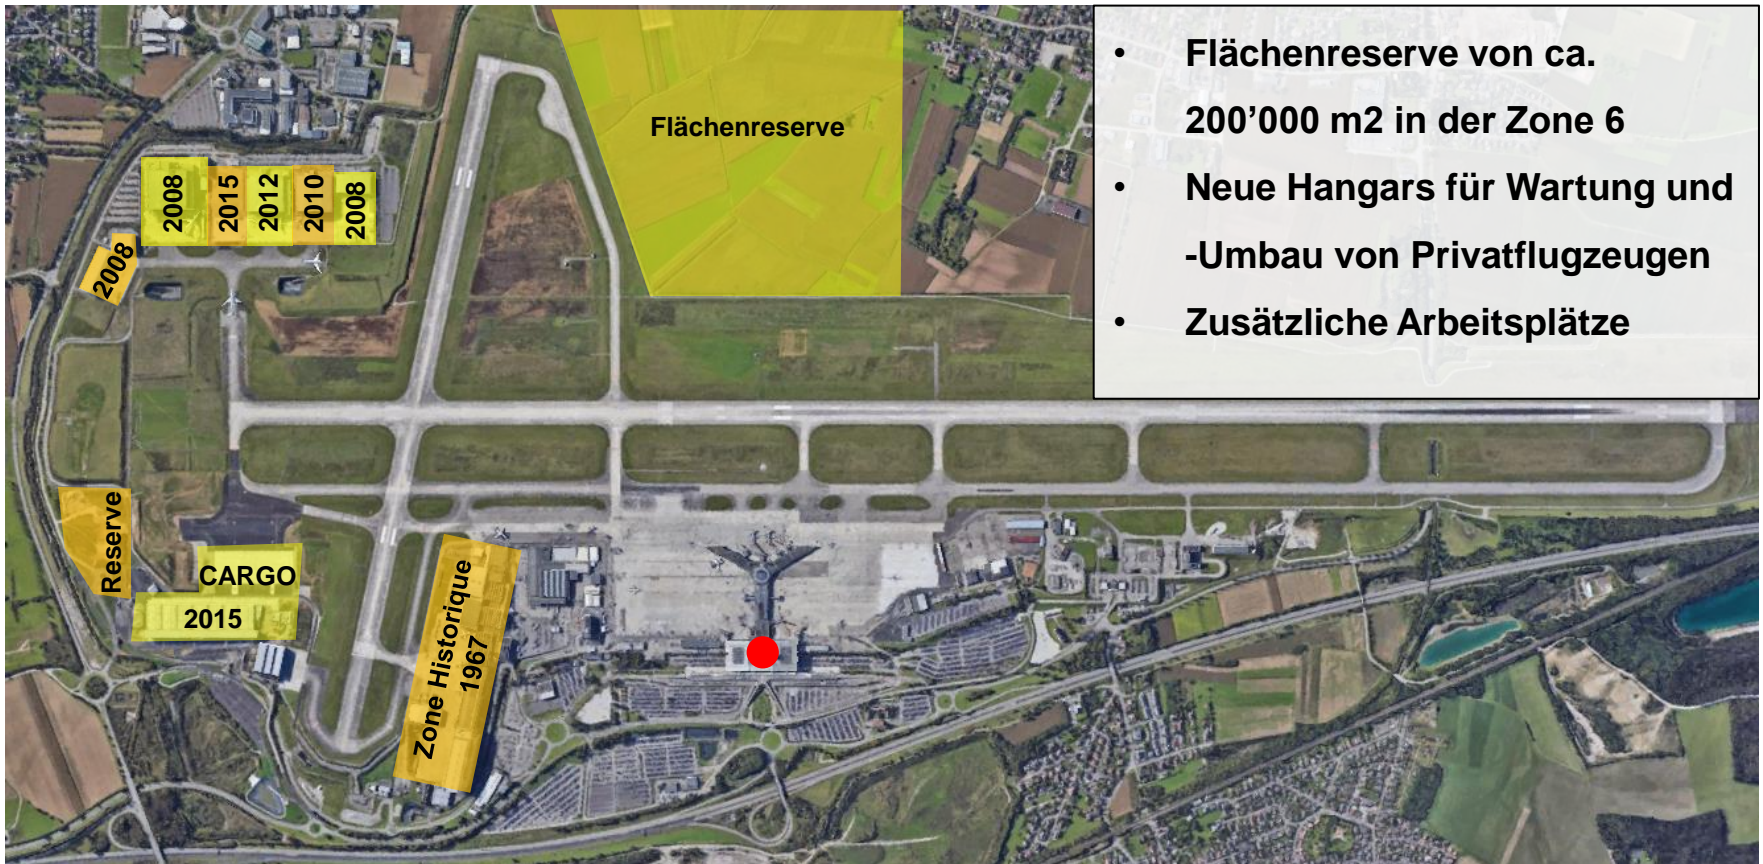 • Flächenreserve von ca.
200’000 m2 in der Zone 6
• Neue Hangars für Wartung und
-Umbau von Privatflugzeugen
• Zusätzliche Arbeitsplätze
Flächenreserve
2008
2015
2012
2010
2008
2008
Reserve
CARGO
2015
Zone Historique
1967